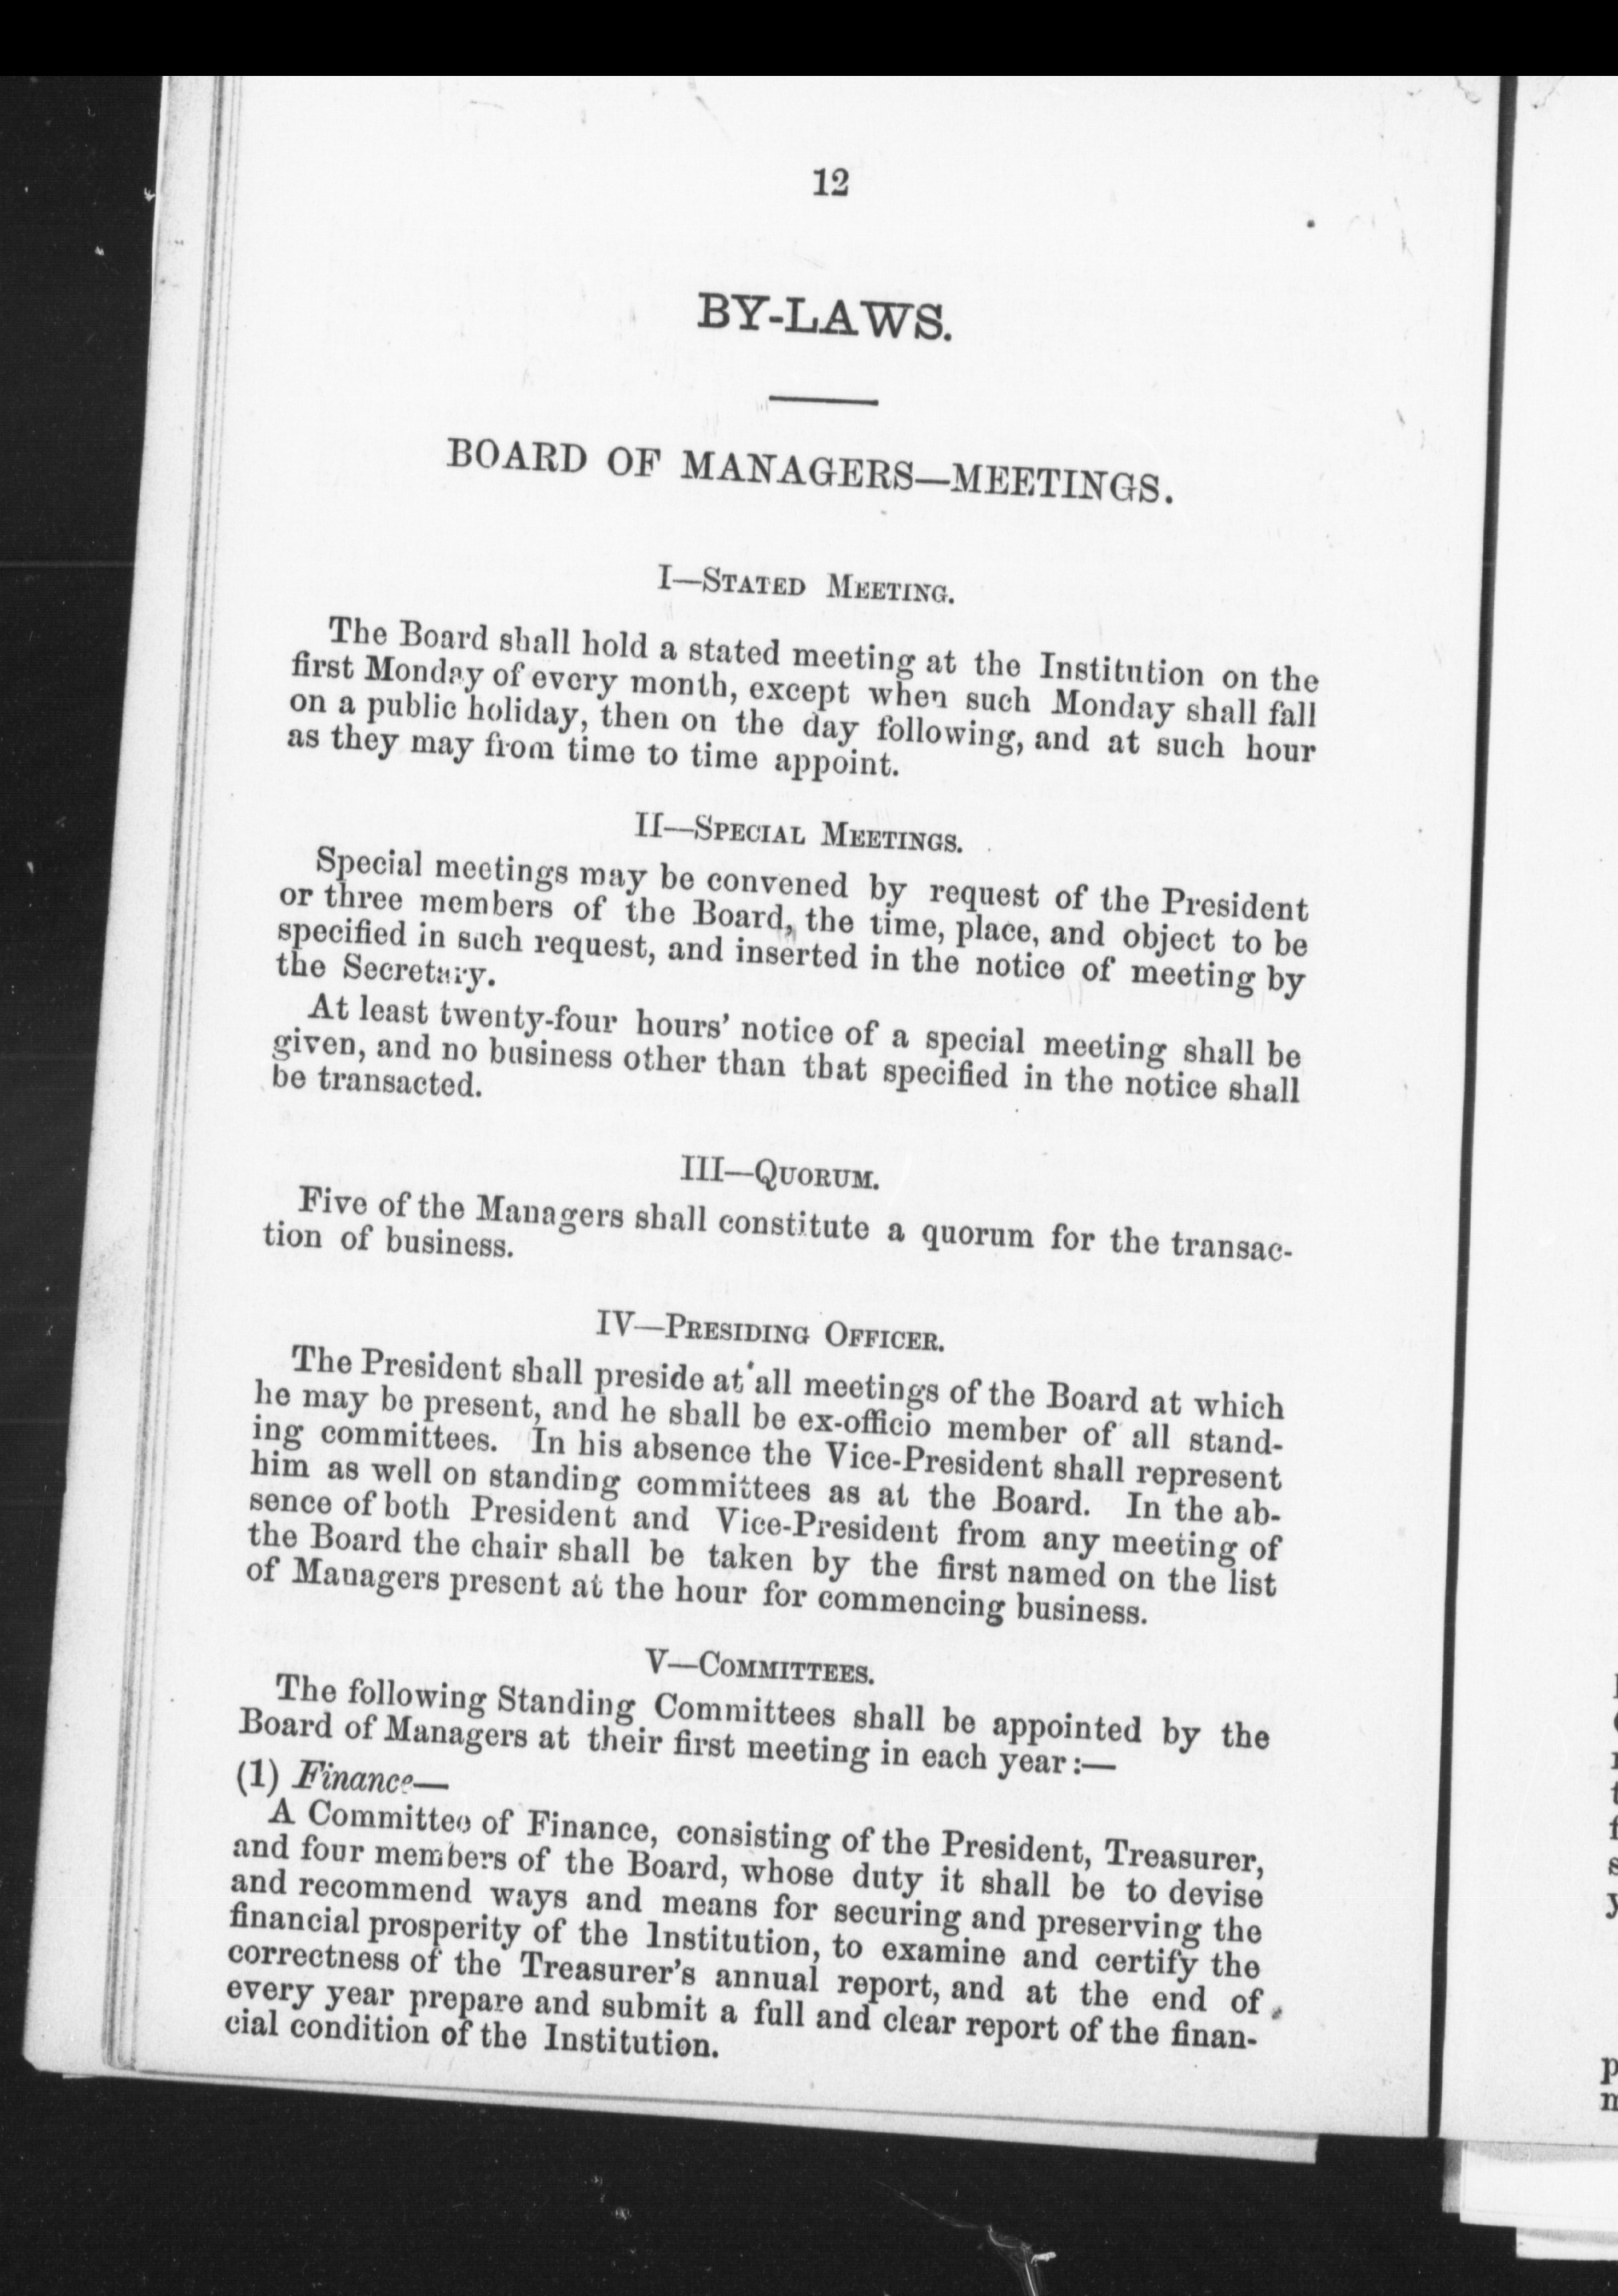 12
BY-LAWS.
BOARD OF MANAGERS—MEETINGS.
I—STATED MEETING.
The Board shall hold a stated meeting at the Institution on the
first Monday of every month, except when such Monday shall fall
on a public holiday, then on the day following, and at such hour
as they may from time to time appoint.
II—SPECIAL MEETINGS.
Special meetings may be convened by request of the President
or three members of the Board, the time, place, and object to be
specified in such request, and inserted in the notice of meeting by
the Secretary.
At least twenty-four hours' notice of a special meeting shall be
given, and no business other than that specified in the notice shall
be transacted.
III—QUORUM.
Five of the Managers shall constitute a quorum for the transac-
tion of business.
IV—PRESIDING OFFICER.
The President shall preside at all meetings of the Board at which
he may be present, and he shall be ex-officio member of all stand-
ing committees. In his absence the Vice-President shall represent
him as well on standing committees as at the Board. In the ab-
sence of both President and Vice-President from any meeting of
the Board the chair shall be taken by the first named on the list
of Managers present at the hour for commencing business.
V—COMMITTEES.
The following Standing Committees shall be appointed by the
Board of Managers at their first meeting in each year :—
(1) Finance—
A Committee of Finance, consisting of the President, Treasurer,
and four members of the Board, whose duty it shall be to devise
and recommend ways and means for securing and preserving the
financial prosperity of the Institution, to examine and certify the
correctness of the Treasurer's annual report, and at the end of
every year prepare and submit a full and clear report of the finan-
cial condition of the Institution.